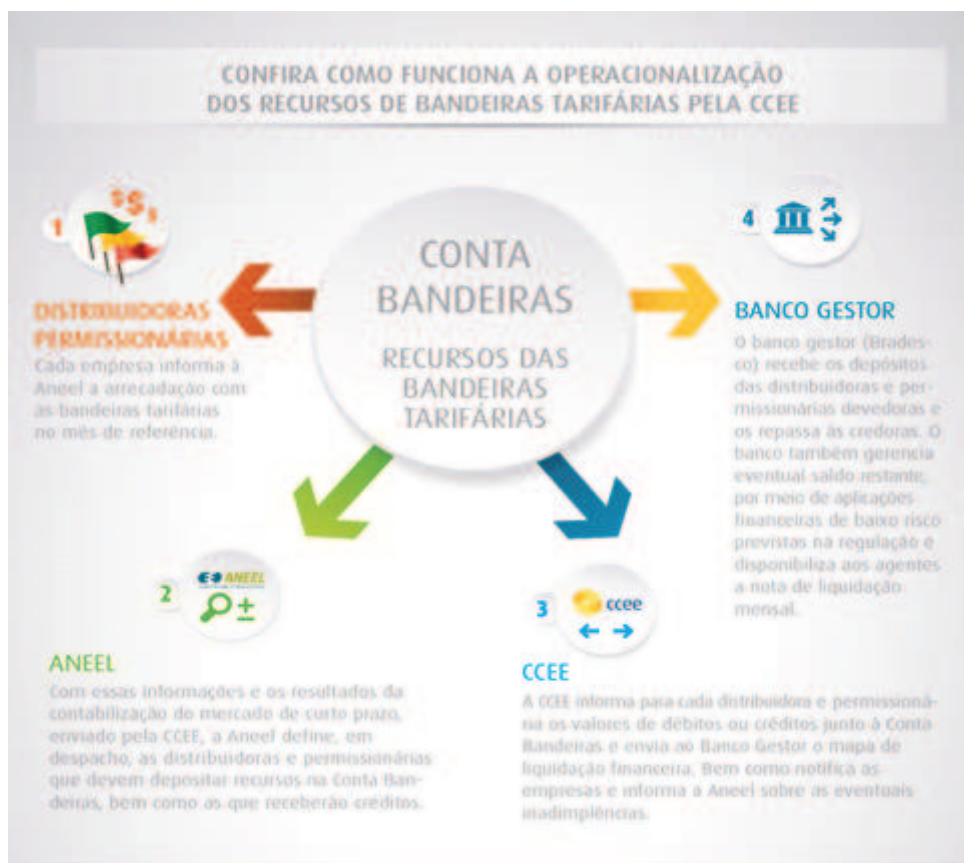 CONFIRA COMO FUNCIONA A OPERACIONALIZAÇÃO
DOS RECURSOS DE BANDEIRAS TARIFÁRIAS PELA CCEE
CONTA
BANDEIRAS
RECURSOS DAS
BANDEIRAS
TARIFÁRIAS
1
$$$
DISTRIBUIDORAS
PERMISSIONÁRIAS
Cada empresa informa à
Aneel a arrecadação com
as bandeiras tarifárias
no mês de referência.
2
ANEEL
ANEEL
Com essas informações e os resultados da
contabilização do mercado de curto prazo,
enviado pela CCEE, a Aneel define, em
despacho, as distribuidoras e permissionárias
que devem depositar recursos na Conta Ban-
deiras, bem como as que receberão créditos.
3
ccee
CCEE
A CCEE informa para cada distribuidora e permissioná-
ria os valores de débitos ou créditos junto à Conta
Bandeiras e envia ao Banco Gestor o mapa de
liquidação financeira. Bem como notifica as
empresas e informa a Aneel sobre as eventuais
inadimplências.
4
BANCO GESTOR
O banco gestor (Brades-
co) recebe os depósitos
das distribuidoras e per-
missionárias devedoras e
os repassa às credoras. O
banco também gerencia
eventual saldo restante,
por meio de aplicações
financeiras de baixo risco
previstas na regulação e
disponibiliza aos agentes
a nota de liquidação
mensal.